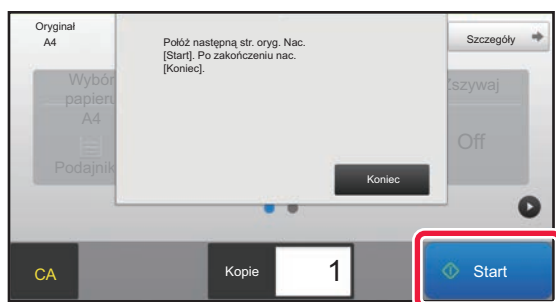 Oryginał
A4
Szczegóły
Połóż następną str. oryg. Nac.
[Start]. Po zakończeniu nac.
[Koniec].
Wybór
papieru
A4
Podajnik
Zszywaj
Off
Koniec
CA
Kopie
1
Start